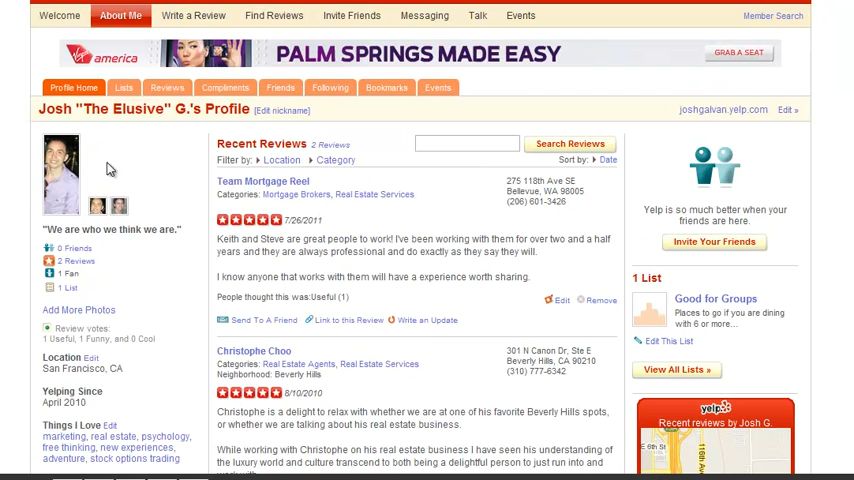 Welcome About Me Write a Review Find Reviews Invite Friends Messaging Talk Events Member Search
america PALM SPRINGS MADE EASY GRAB A SEAT
Profile Home Lists Reviews Compliments Friends Following Bookmarks Events
Josh "The Elusive" G.'s Profile [Edit nickname] joshgalvan.yelp.com Edit »
"We are who we think we are."
0 Friends
2 Reviews
1 Fan
1 List
Add More Photos
Review votes:
1 Useful, 1 Funny, and 0 Cool
Location Edit
San Francisco, CA
Yelping Since
April 2010
Things I Love Edit
marketing, real estate, psychology,
free thinking, new experiences,
adventure, stock options trading
Recent Reviews 2 Reviews Search Reviews
Filter by: Location Category Sort by: Date
Team Mortgage Reel
Categories: Mortgage Brokers, Real Estate Services
275 118th Ave SE
Bellevue, WA 98005
(206) 601-3426
7/26/2011
Keith and Steve are great people to work! I've been working with them for over two and a half
years and they are always professional and do exactly as they say they will.
I know anyone that works with them will have a experience worth sharing.
People thought this was:Useful (1) Edit Remove
Send To A Friend Link to this Review Write an Update
Christophe Choo
Categories: Real Estate Agents, Real Estate Services
Neighborhood: Beverly Hills
301 N Canon Dr, Ste E
Beverly Hills, CA 90210
(310) 777-6342
8/10/2010
Christophe is a delight to relax with whether we are at one of his favorite Beverly Hills spots,
or whether we are talking about his real estate business.
While working with Christophe on his real estate business I have seen his understanding of
the luxury world and culture transcend to both being a delightful person to just run into and
work with
Yelp is so much better when your
friends are here.
Invite Your Friends
1 List
Good for Groups
Places to go if you are dining
with 6 or more...
Edit This List
View All Lists »
yelp
Recent reviews by Josh G.